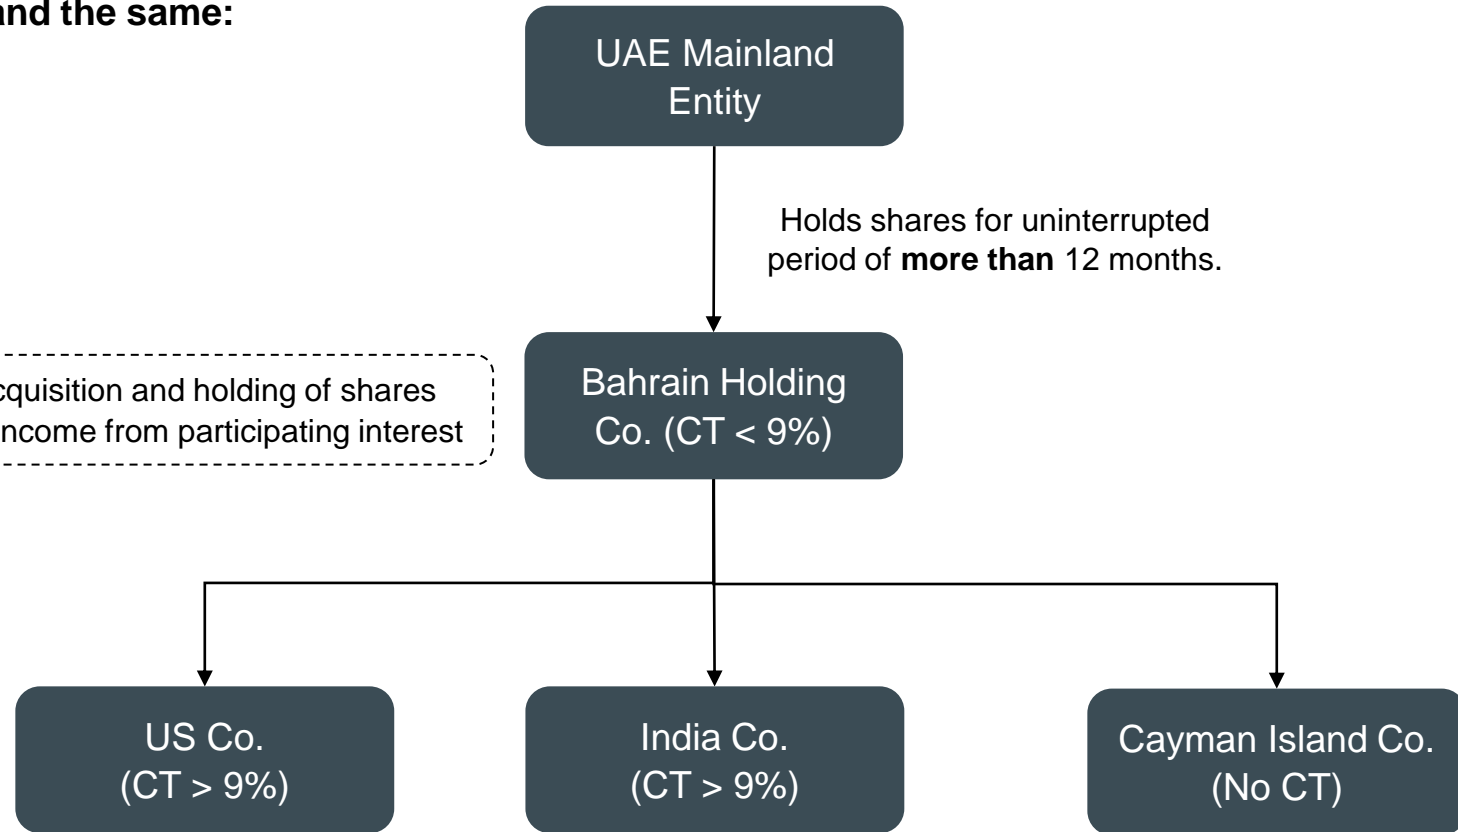 and the same:
UAE Mainland
Entity
Holds shares for uninterrupted
period of more than 12 months.
cquisition and holding of shares
income from participating interest
Bahrain Holding
Co. (CT < 9%)
US Co.
(CT > 9%)
India Co.
(CT > 9%)
Cayman Island Co.
(No CT)